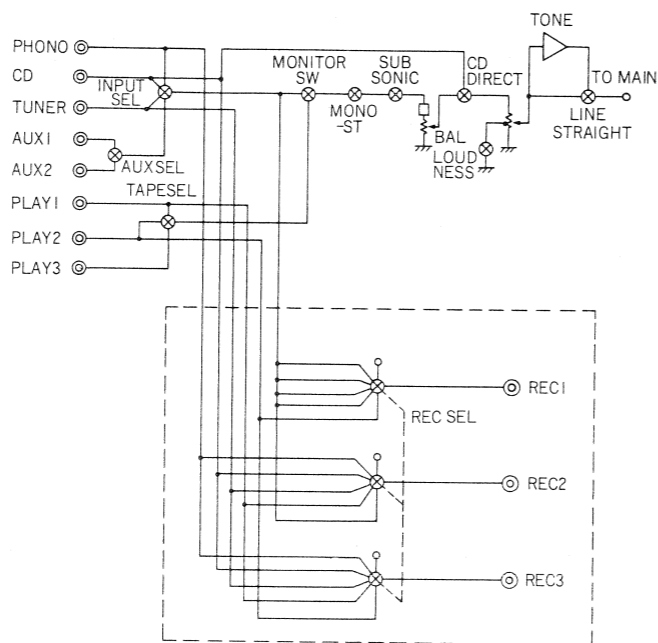 PHONO
CD
TUNER
AUX1
AUX2
PLAY1
PLAY2
PLAY3
INPUT
SEL
AUXSEL
TAPESEL
MONITOR
SW
MONO
-ST
SUB
SONIC
BAL
CD
DIRECT
LOUD
NESS
TONE
TO MAIN
LINE
STRAIGHT
REC SEL
REC1
REC2
REC3